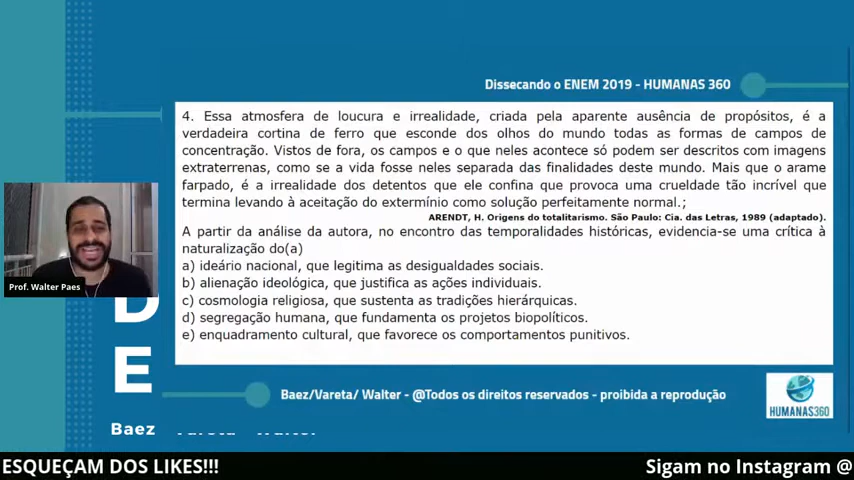 Dissecando o ENEM 2019 - HUMANAS 360
4. Essa atmosfera de loucura e irrealidade, criada pela aparente ausência de propósitos, é a
verdadeira cortina de ferro que esconde dos olhos do mundo todas as formas de campos de
concentração. Vistos de fora, os campos e o que neles acontece só podem ser descritos com imagens
extraterrenas, como se a vida fosse neles separada das finalidades deste mundo. Mais que o arame
farpado, é a irrealidade dos detentos que ele confina que provoca uma crueldade tão incrível que
termina levando à aceitação do extermínio como solução perfeitamente normal.;
ARENDT, H. Origens do totalitarismo. São Paulo: Cia. das Letras, 1989 (adaptado).
A partir da análise da autora, no encontro das temporalidades históricas, evidencia-se uma crítica à
naturalização do(a)
a) ideário nacional, que legitima as desigualdades sociais.
b) alienação ideológica, que justifica as ações individuais.
c) cosmologia religiosa, que sustenta as tradições hierárquicas.
d) segregação humana, que fundamenta os projetos biopolíticos.
e) enquadramento cultural, que favorece os comportamentos punitivos.
Prof. Walter Paes
D
E
Baez/Vareta/ Walter - @Todos os direitos reservados - proibida a reprodução
HUMANAS360
Baez
ESQUEÇAM DOS LIKES!!!
Sigam no Instagram @